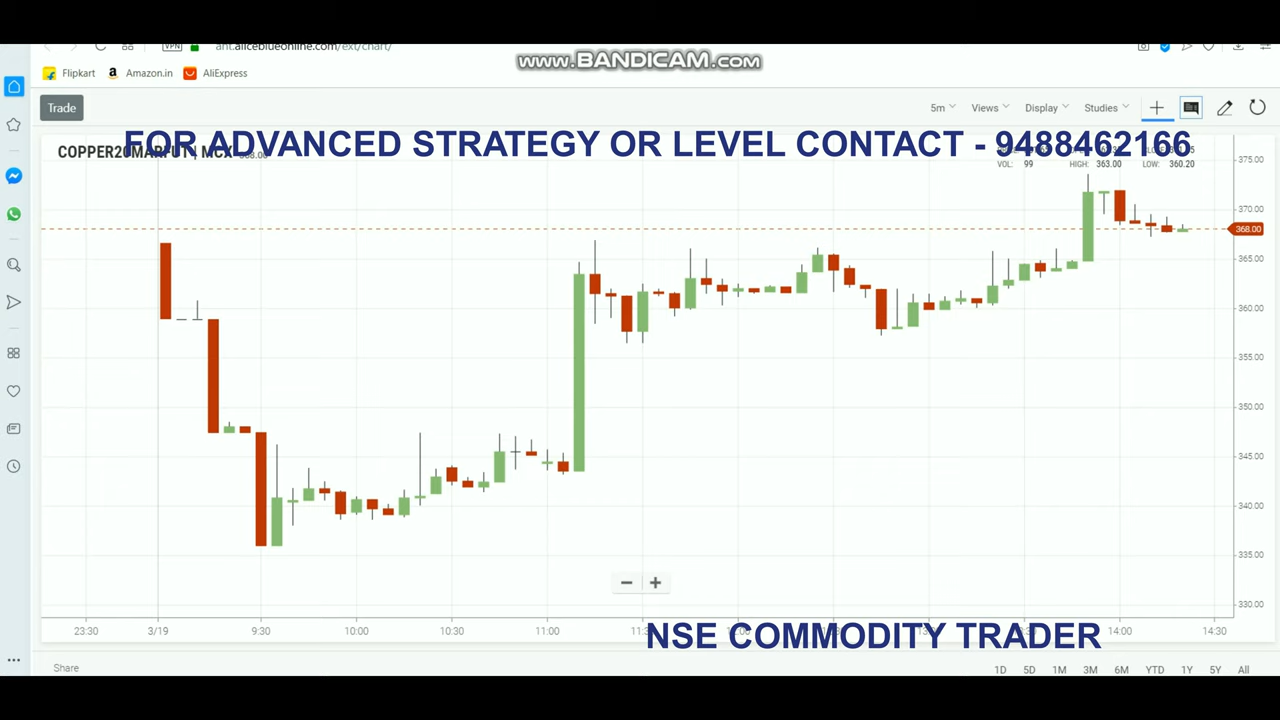 ant.aliceblueonline.com/ext/chart/
VPN
www.BANDICAM.com
Flipkart
Amazon.in
AliExpress
Trade
5m
Views
Display
Studies
FOR ADVANCED STRATEGY OR LEVEL CONTACT - 9488462166
COPPER20MARFUT | MCX
368.00
VOL: 99
HIGH: 363.00
LOW: 360.20
375.00
370.00
368.00
365.00
360.00
355.00
350.00
345.00
340.00
335.00
330.00
23:30
3/19
9:30
10:00
10:30
11:00
14:00
14:30
NSE COMMODITY TRADER
Share
1D 5D 1M 3M 6M YTD 1Y 5Y All